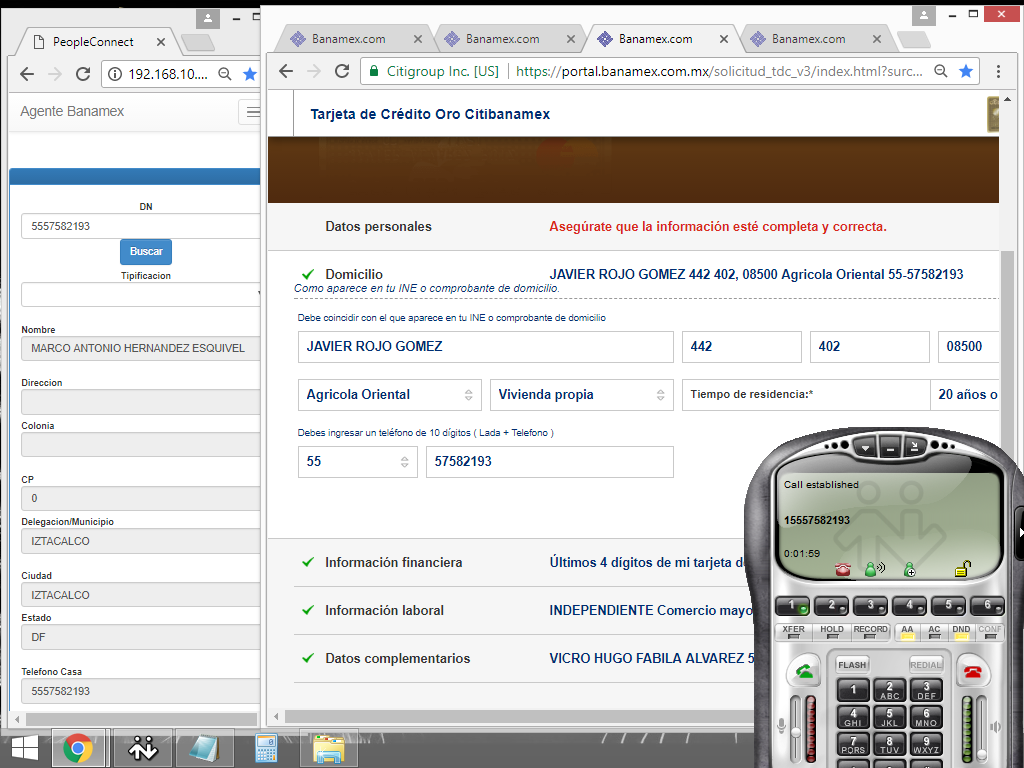 PeopleConnect
192.168.10....
Agente Banamex
DN
5557582193
Buscar
Tipificacion
Nombre
MARCO ANTONIO HERNANDEZ ESQUIVEL
Direccion
Colonia
CP
0
Delegacion/Municipio
IZTACALCO
Ciudad
IZTACALCO
Estado
DF
Telefono Casa
5557582193
Banamex.com
Banamex.com
Banamex.com
Banamex.com
Citigroup Inc. [US]
https://portal.banamex.com.mx/solicitud_tdc_v3/index.html?surc...
Tarjeta de Crédito Oro Citibanamex
Datos personales
Asegúrate que la información esté completa y correcta.
Domicilio
JAVIER ROJO GOMEZ 442 402, 08500 Agricola Oriental 55-57582193
Como aparece en tu INE o comprobante de domicilio.
Debe coincidir con el que aparece en tu INE o comprobante de domicilio
JAVIER ROJO GOMEZ
442
402
08500
Agricola Oriental
Vivienda propia
Tiempo de residencia:*
20 años o
Debes ingresar un teléfono de 10 dígitos ( Lada + Telefono )
55
57582193
Información financiera
Últimos 4 dígitos de mi tarjeta d
Información laboral
INDEPENDIENTE Comercio mayo
Datos complementarios
VICRO HUGO FABILA ALVAREZ 5
Call established
15557582193
0:01:59
1
2
3
4
5
6
XFER
HOLD
RECORD
AA
AC
DND
CONF
FLASH
REDIAL
1
2
ABC
3
DEF
4
GHI
5
JKL
6
MNO
7
PQRS
8
TUV
9
WXYZ